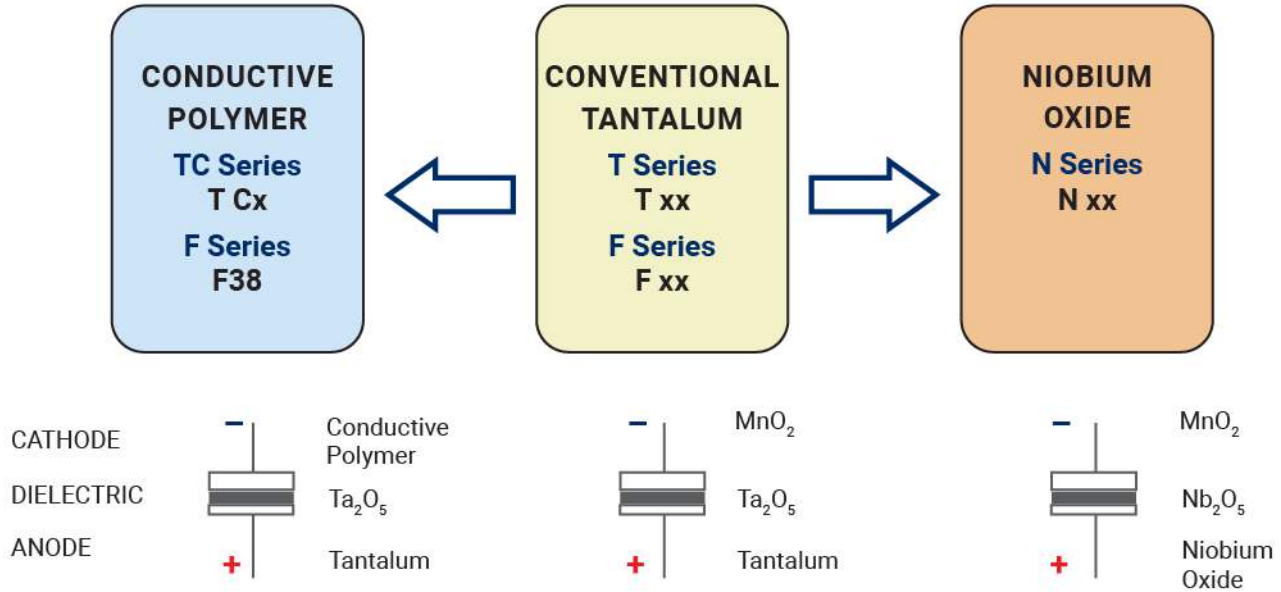 CONDUCTIVE
POLYMER
TC Series
T Cx
F Series
F38
CONVENTIONAL
TANTALUM
T Series
T xx
F Series
F xx
NIOBIUM
OXIDE
N Series
N xx
CATHODE
DIELECTRIC
ANODE
−
Conductive
Polymer
Ta₂O₅
+
Tantalum
−
MnO₂
Ta₂O₅
+
Tantalum
−
MnO₂
Nb₂O₅
+
Niobium
Oxide